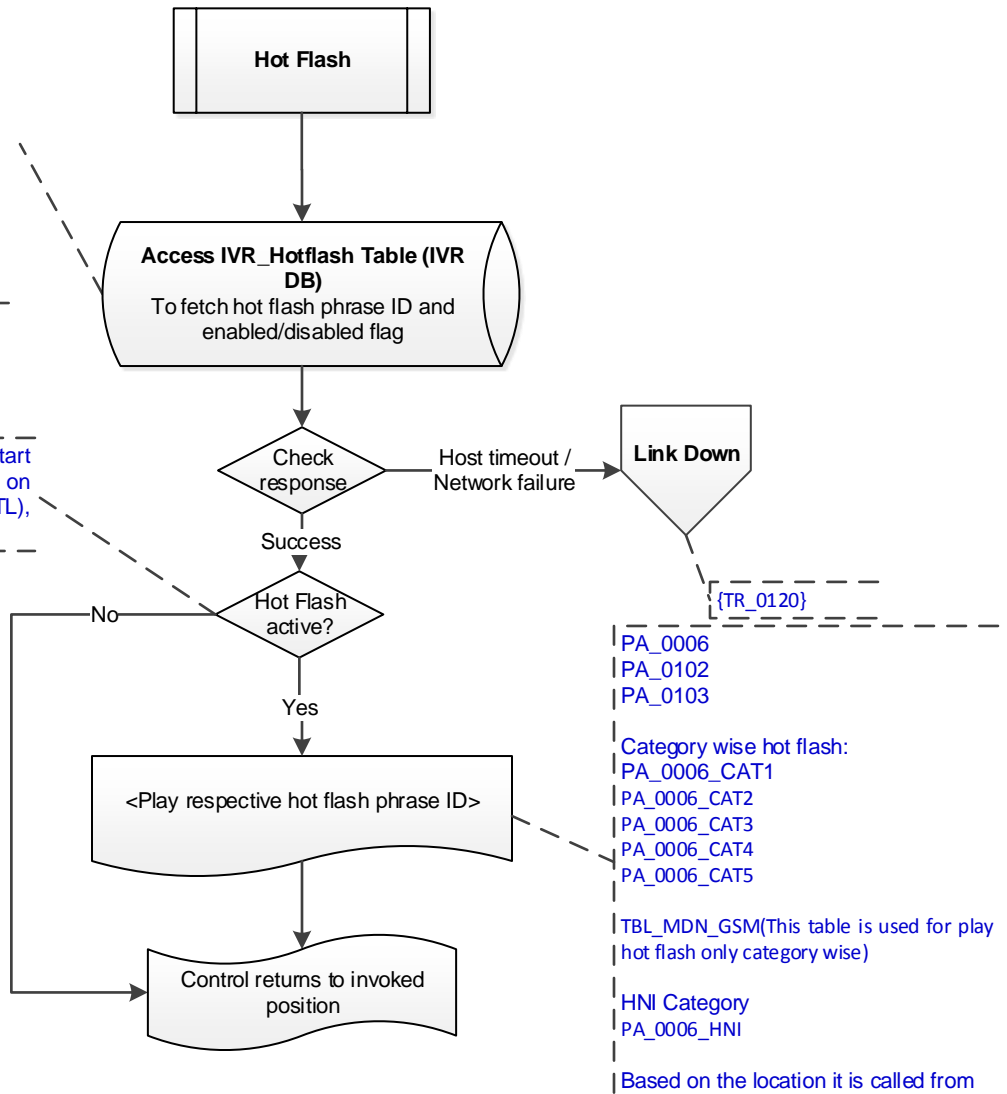 Hot Flash
Access IVR_Hotflash Table (IVR
DB)
To fetch hot flash phrase ID and
enabled/disabled flag
tart
on
TL),
Check
response
Host timeout /
Network failure
Link Down
Success
{TR_0120}
Hot Flash
active?
No
Yes
<Play respective hot flash phrase ID>
PA_0006
PA_0102
PA_0103
Category wise hot flash:
PA_0006_CAT1
PA_0006_CAT2
PA_0006_CAT3
PA_0006_CAT4
PA_0006_CAT5
TBL_MDN_GSM(This table is used for play
hot flash only category wise)
HNI Category
PA_0006_HNI
Based on the location it is called from
Control returns to invoked
position